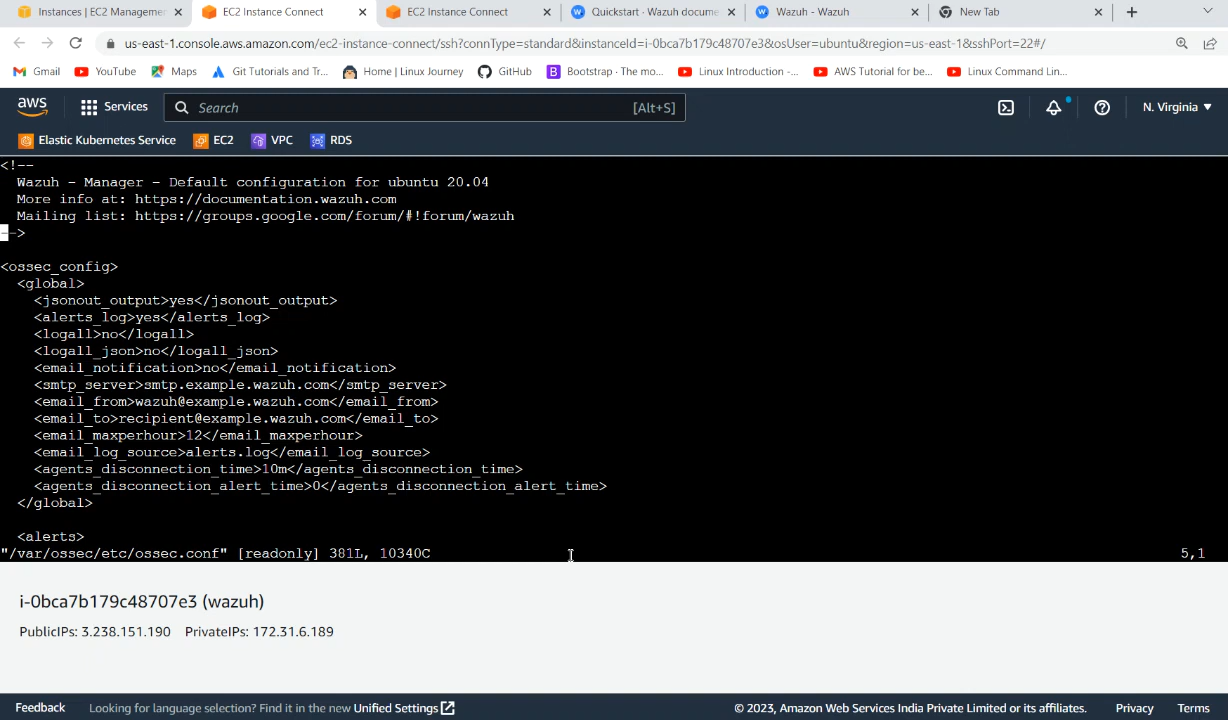 Instances | EC2 Managemen
EC2 Instance Connect
EC2 Instance Connect
Quickstart · Wazuh docume
Wazuh - Wazuh
New Tab
us-east-1.console.aws.amazon.com/ec2-instance-connect/ssh?connType=standard&instanceId=i-0bca7b179c48707e3&osUser=ubuntu&region=us-east-1&sshPort=22#/
Gmail YouTube Maps Git Tutorials and Tr... Home | Linux Journey GitHub Bootstrap · The mo... Linux Introduction -... AWS Tutorial for be... Linux Command Lin...
aws Services Search [Alt+S] N. Virginia
Elastic Kubernetes Service EC2 VPC RDS
<!--
Wazuh - Manager - Default configuration for ubuntu 20.04
More info at: https://documentation.wazuh.com
Mailing list: https://groups.google.com/forum/#!forum/wazuh
-->
<ossec_config>
<global>
<jsonout_output>yes</jsonout_output>
<alerts_log>yes</alerts_log>
<logall>no</logall>
<logall_json>no</logall_json>
<email_notification>no</email_notification>
<smtp_server>smtp.example.wazuh.com</smtp_server>
<email_from>wazuh@example.wazuh.com</email_from>
<email_to>recipient@example.wazuh.com</email_to>
<email_maxperhour>12</email_maxperhour>
<email_log_source>alerts.log</email_log_source>
<agents_disconnection_time>10m</agents_disconnection_time>
<agents_disconnection_alert_time>0</agents_disconnection_alert_time>
</global>
<alerts>
"/var/ossec/etc/ossec.conf" [readonly] 381L, 10340C 5,1
i-0bca7b179c48707e3 (wazuh)
PublicIPs: 3.238.151.190 PrivateIPs: 172.31.6.189
Feedback Looking for language selection? Find it in the new Unified Settings © 2023, Amazon Web Services India Private Limited or its affiliates. Privacy Terms